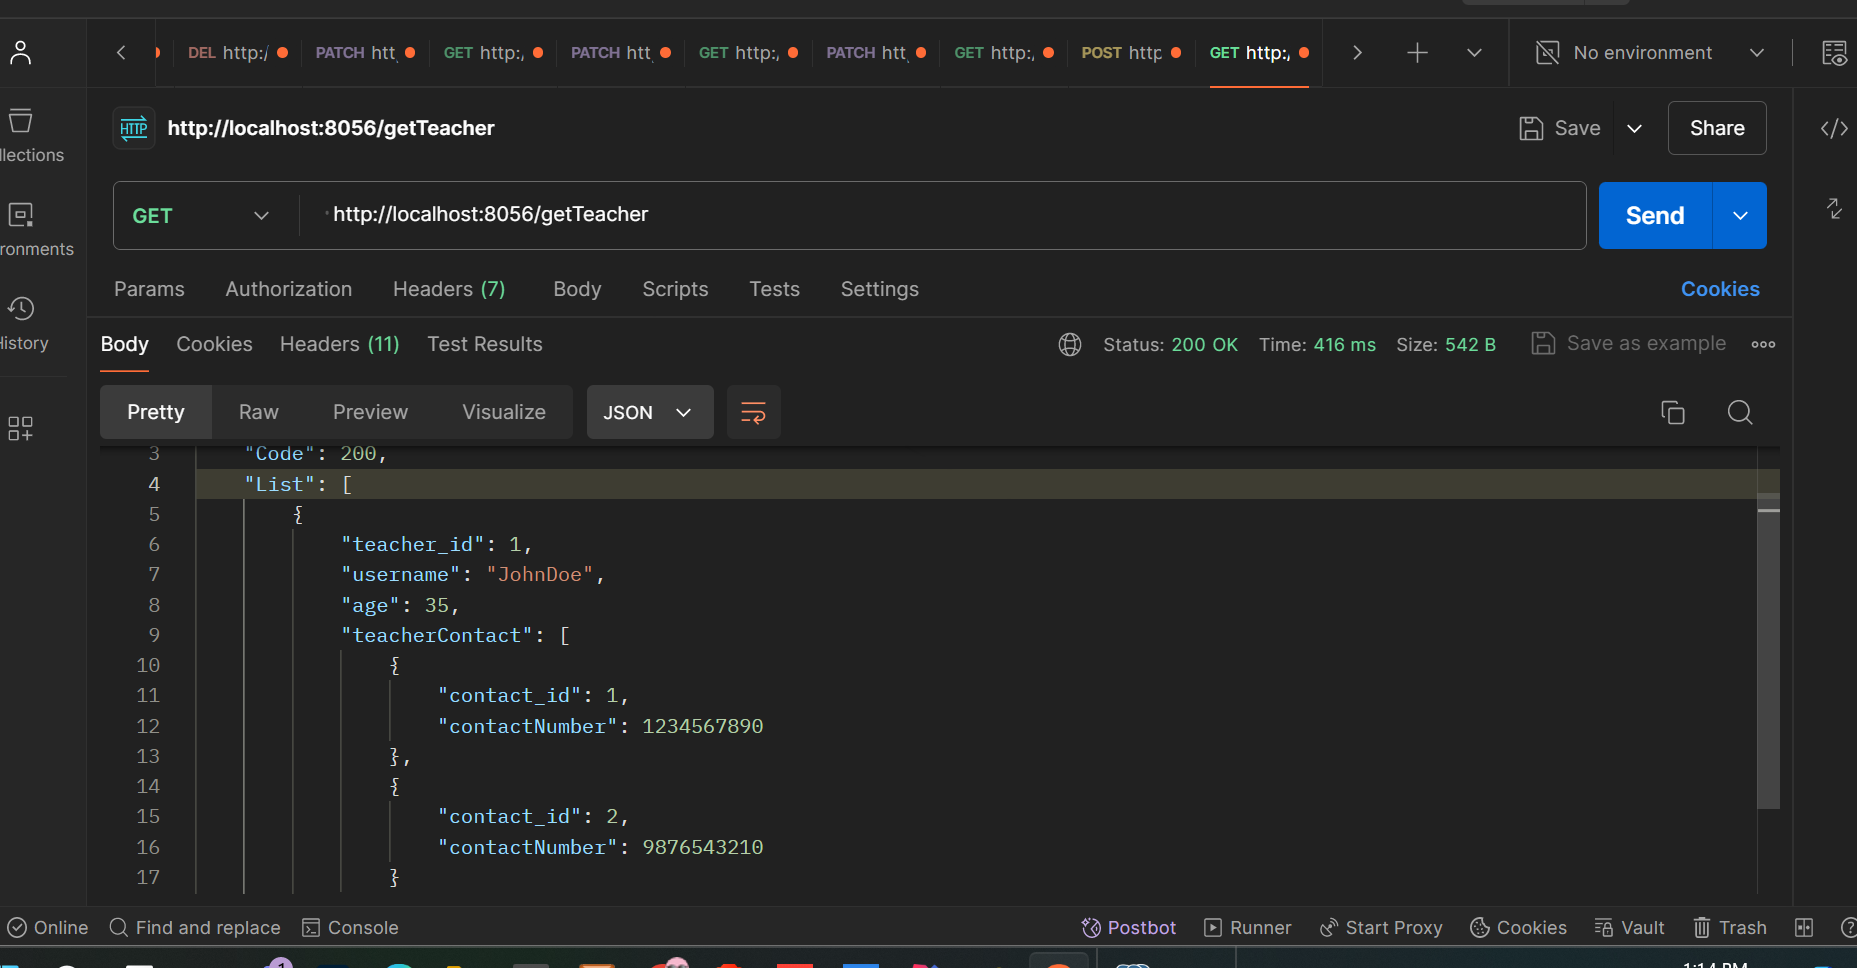 DEL http:/ PATCH htt GET http:/ PATCH htt GET http:/ PATCH htt GET http:/ POST http GET http:/ No environment
http://localhost:8056/getTeacher Save Share
llections
GET http://localhost:8056/getTeacher Send
ronments
Params Authorization Headers (7) Body Scripts Tests Settings Cookies
History
Body Cookies Headers (11) Test Results Status: 200 OK Time: 416 ms Size: 542 B Save as example
Pretty Raw Preview Visualize JSON
3 "Code": 200,
4 "List": [
5 {
6 "teacher_id": 1,
7 "username": "JohnDoe",
8 "age": 35,
9 "teacherContact": [
10 {
11 "contact_id": 1,
12 "contactNumber": 1234567890
13 },
14 {
15 "contact_id": 2,
16 "contactNumber": 9876543210
17 }
Online Find and replace Console Postbot Runner Start Proxy Cookies Vault Trash
1:14 PM